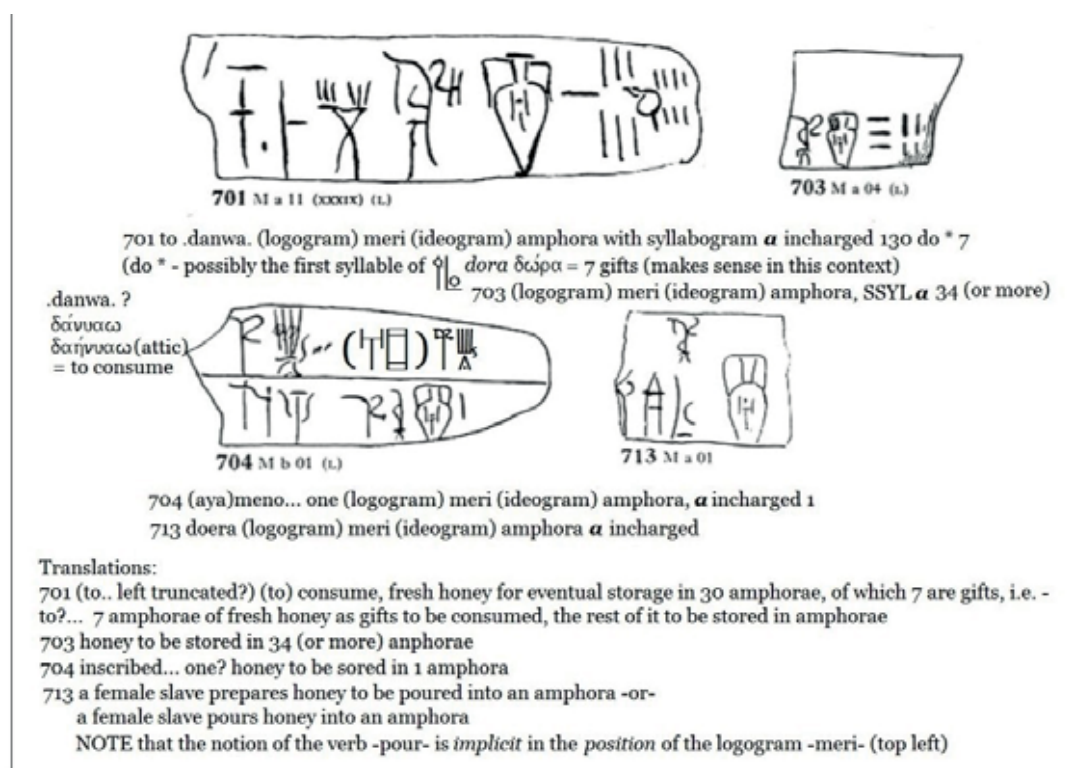 701 M a 11 (xxxix) (L)
703 M a 04 (L)
701 to .danwa. (logogram) meri (ideogram) amphora with syllabogram a incharged 130 do * 7
(do * - possibly the first syllable of dora δώρα = 7 gifts (makes sense in this context)
703 (logogram) meri (ideogram) amphora, SSYL a 34 (or more)
.danwa. ?
δάνυαω
δαήνυαω (attic)
= to consume
704 M b 01 (L)
713 M a 01
704 (aya)meno... one (logogram) meri (ideogram) amphora, a incharged 1
713 doera (logogram) meri (ideogram) amphora a incharged
Translations:
701 (to.. left truncated?) (to) consume, fresh honey for eventual storage in 30 amphorae, of which 7 are gifts, i.e. -
to?... 7 amphorae of fresh honey as gifts to be consumed, the rest of it to be stored in amphorae
703 honey to be stored in 34 (or more) anphorae
704 inscribed... one? honey to be sored in 1 amphora
713 a female slave prepares honey to be poured into an amphora -or-
a female slave pours honey into an amphora
NOTE that the notion of the verb -pour- is implicit in the position of the logogram -meri- (top left)